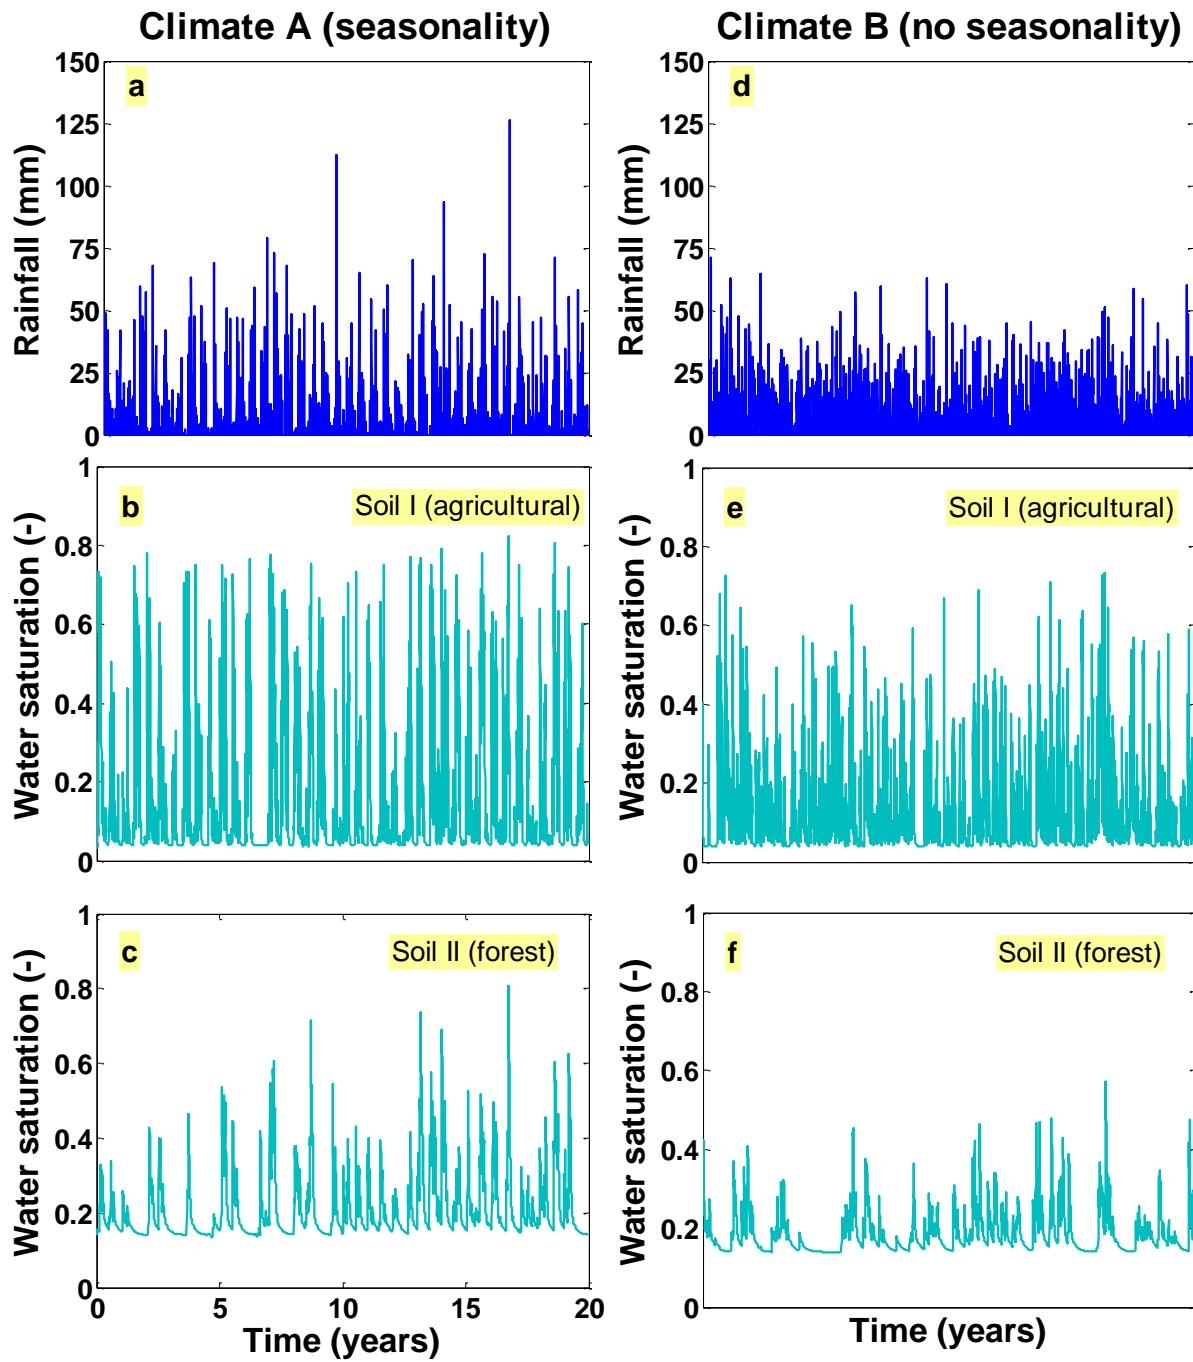 Climate A (seasonality)
Climate B (no seasonality)
150
125
100
75
50
25
0
Rainfall (mm)
a
150
125
100
75
50
25
0
Rainfall (mm)
d
1
0.8
0.6
0.4
0.2
0
Water saturation (-)
b
Soil I (agricultural)
1
0.8
0.6
0.4
0.2
0
Water saturation (-)
e
Soil I (agricultural)
1
0.8
0.6
0.4
0.2
0
Water saturation (-)
c
Soil II (forest)
0
5
10
15
20
Time (years)
1
0.8
0.6
0.4
0.2
0
Water saturation (-)
f
Soil II (forest)
Time (years)